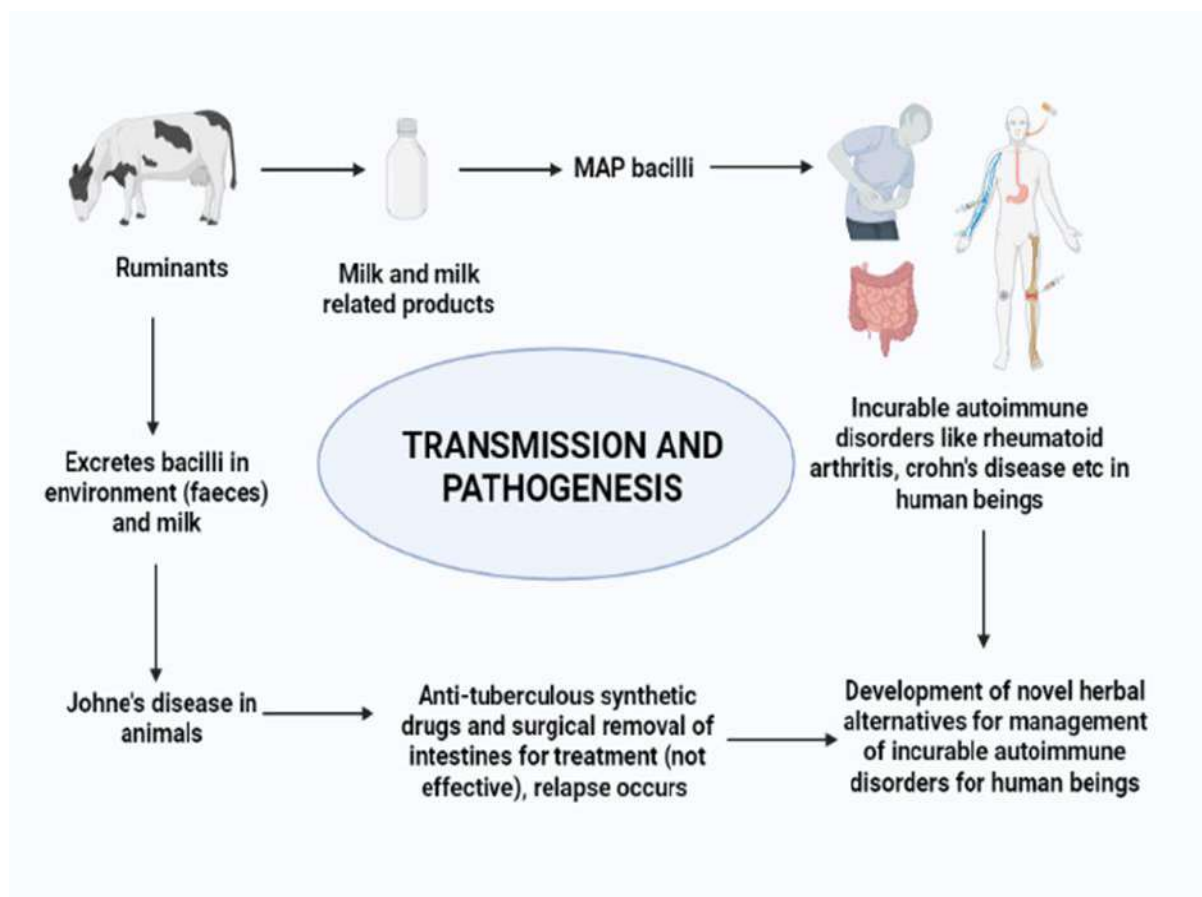 MAP bacilli
Ruminants
Milk and milk
related products
Incurable autoimmune
disorders like rheumatoid
arthritis, crohn's disease etc in
human beings
TRANSMISSION AND
PATHOGENESIS
Excretes bacilli in
environment (faeces)
and milk
Johne's disease in
animals
Anti-tuberculous synthetic
drugs and surgical removal of
intestines for treatment (not
effective), relapse occurs
Development of novel herbal
alternatives for management
of incurable autoimmune
disorders for human beings